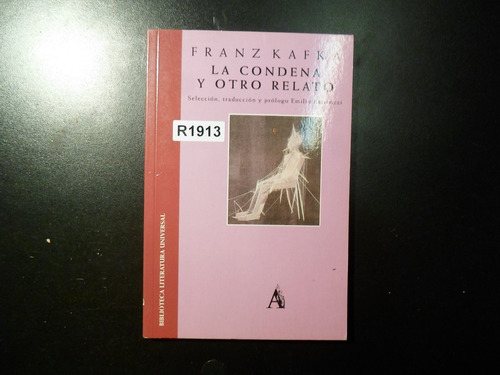 FRANZ KAFKA
LA CONDENA
Y OTRO RELATO
Selección, traducción y prólogo Emilio
R1913
BIBLIOTECA LITERATURA UNIVERSAL
A